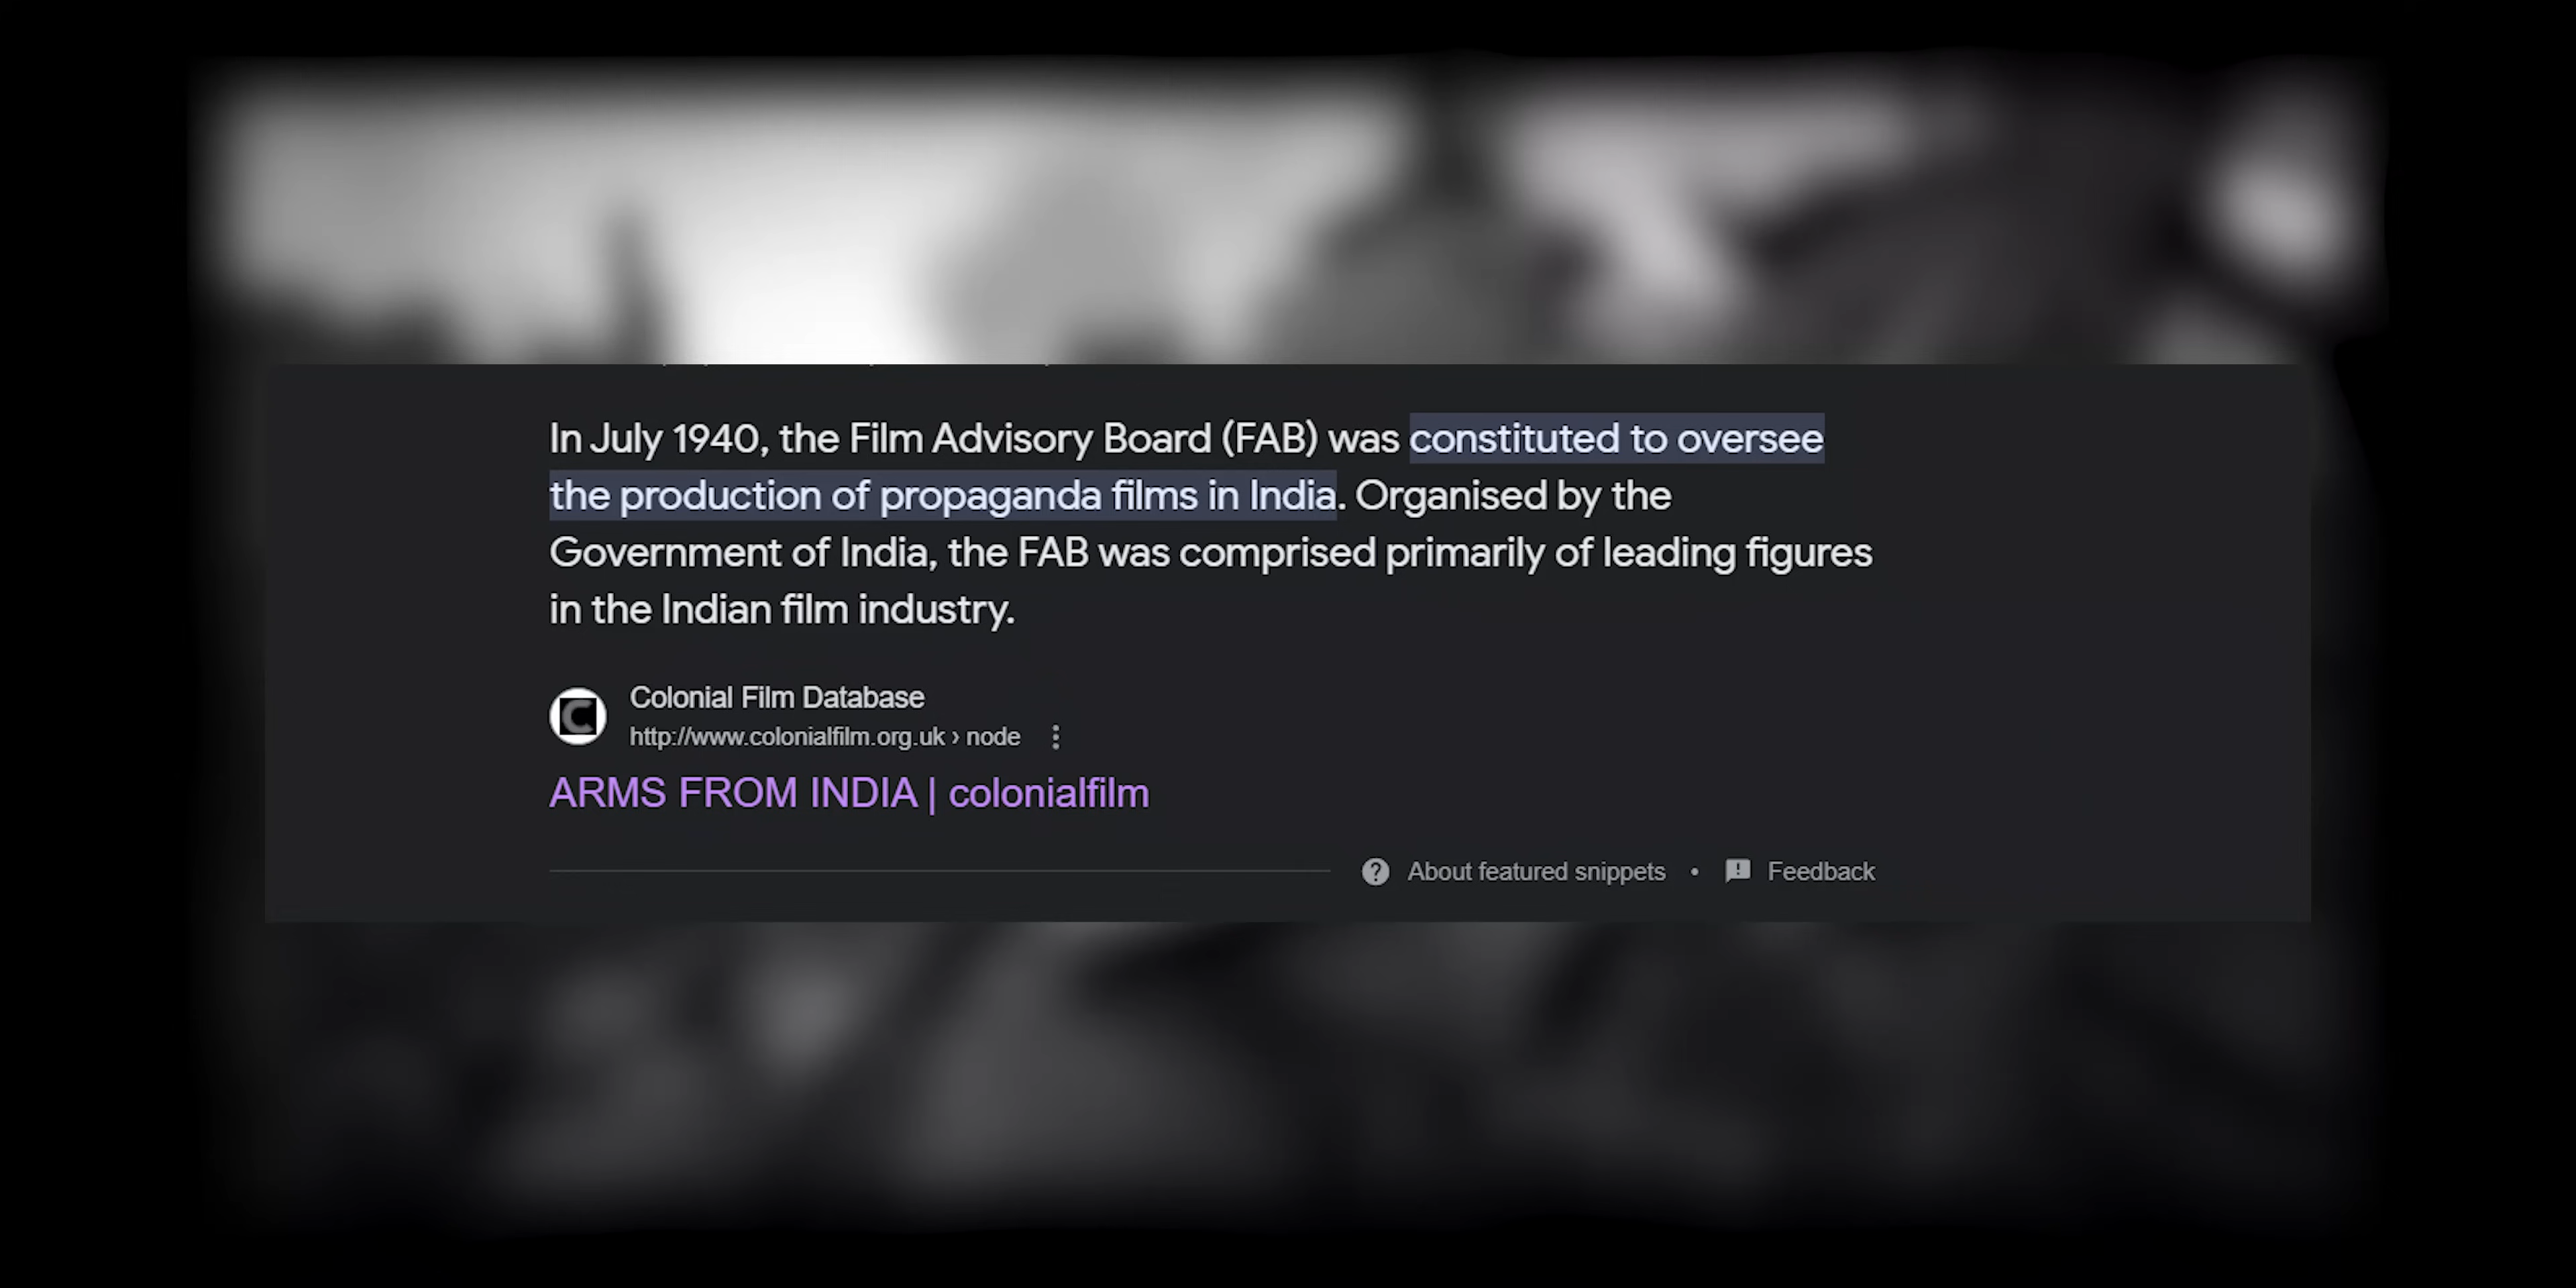 In July 1940, the Film Advisory Board (FAB) was constituted to oversee
the production of propaganda films in India. Organised by the
Government of India, the FAB was comprised primarily of leading figures
in the Indian film industry.
Colonial Film Database
http://www.colonialfilm.org.uk › node
ARMS FROM INDIA | colonialfilm
About featured snippets • Feedback